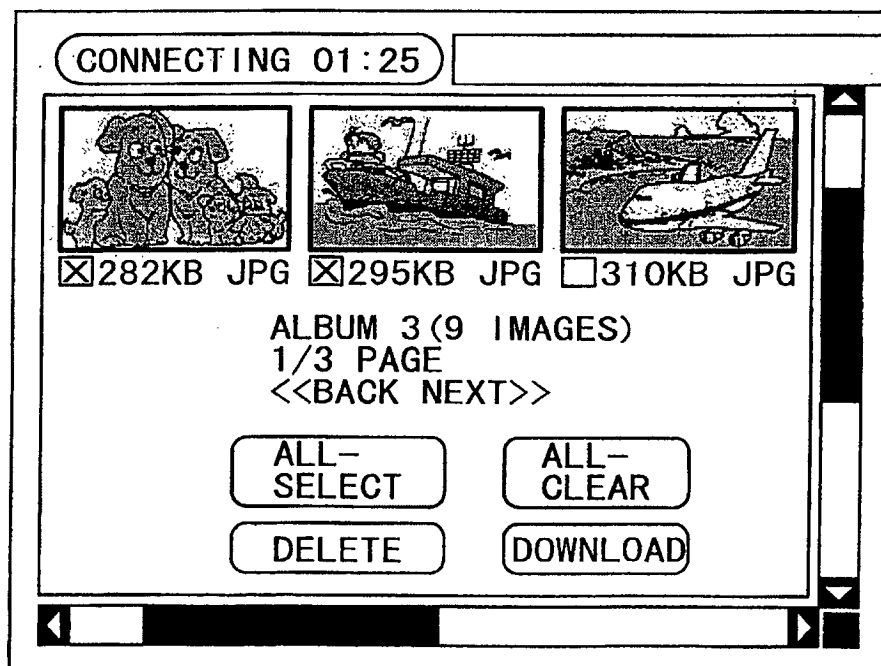 CONNECTING 01:25
282KB JPG 295KB JPG 310KB JPG
ALBUM 3(9 IMAGES)
1/3 PAGE
<<BACK NEXT>>
ALL-
SELECT
ALL-
CLEAR
DELETE
DOWNLOAD